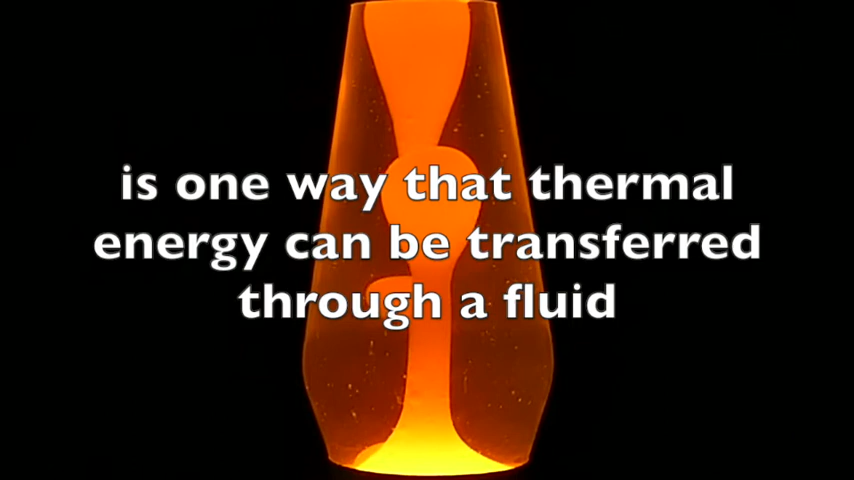 is one way that thermal
energy can be transferred
through a fluid